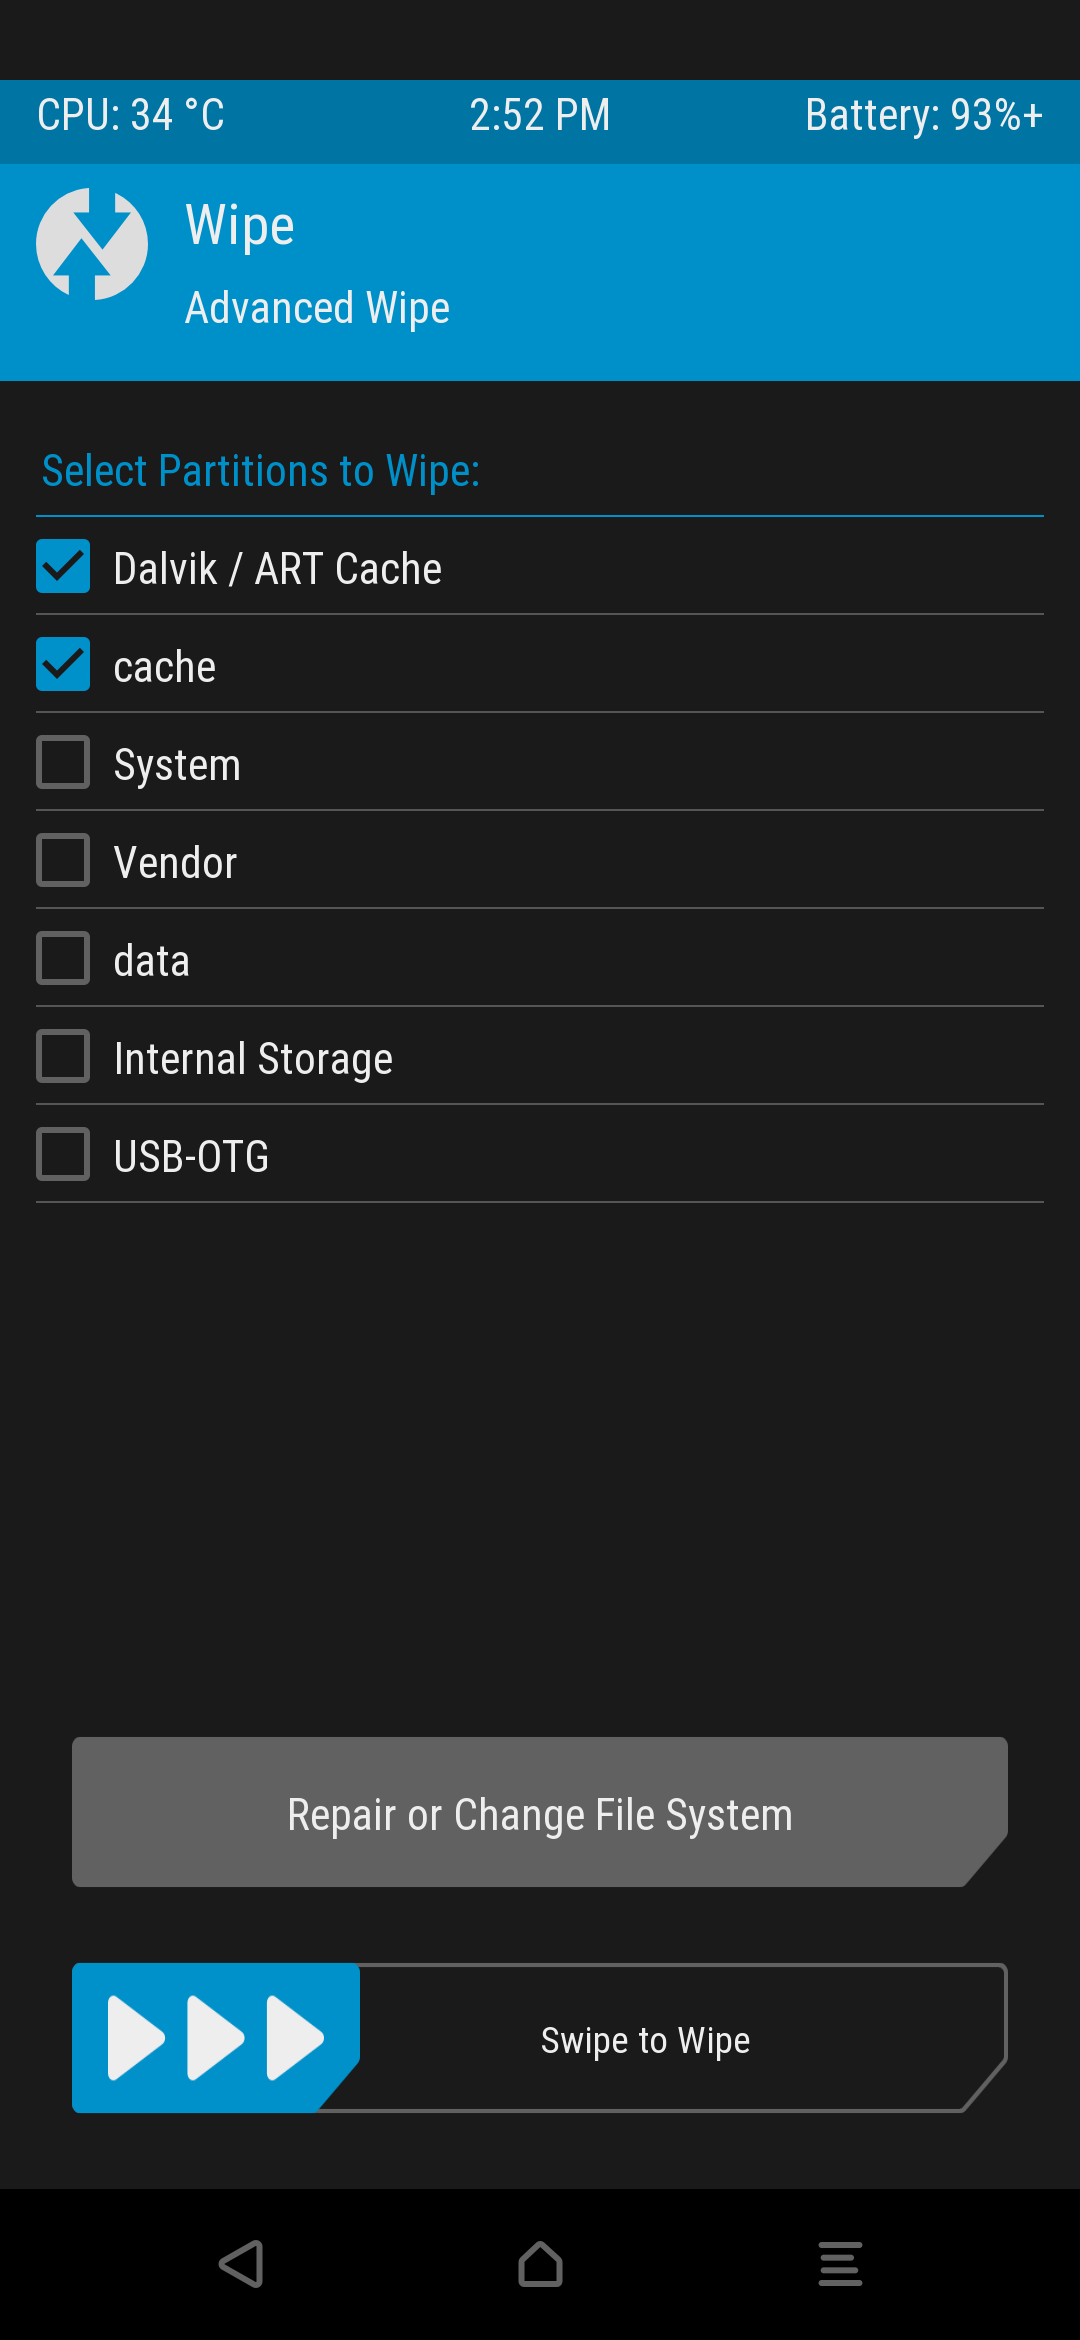 CPU: 34 °C 2:52 PM Battery: 93%+
Wipe
Advanced Wipe
Select Partitions to Wipe:
Dalvik / ART Cache
cache
System
Vendor
data
Internal Storage
USB-OTG
Repair or Change File System
Swipe to Wipe